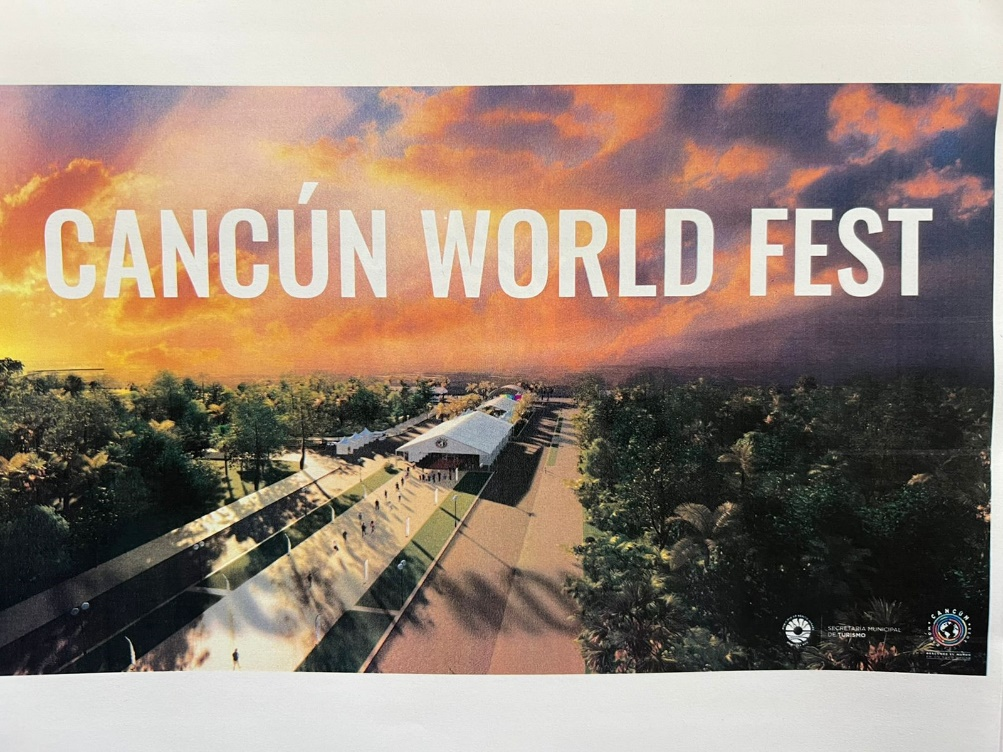 CANCÚN WORLD FEST
SECRETARÍA MUNICIPAL
DE TURISMO
CANCÚN